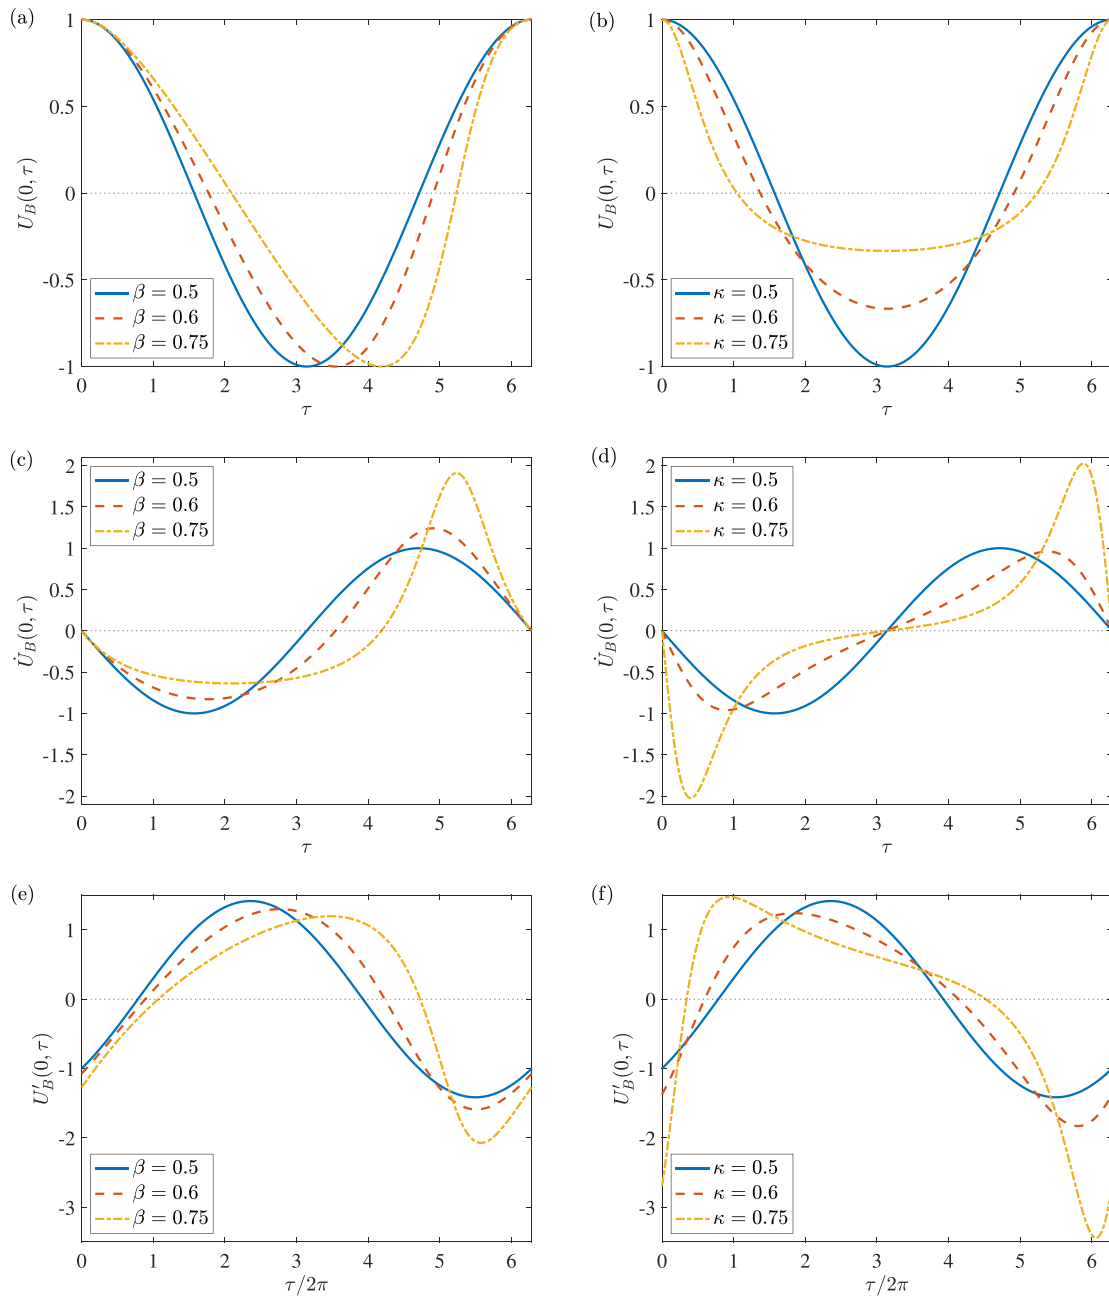 (a)
1
0.5
0
-0.5
-1
U_B(0, τ)
β = 0.5
β = 0.6
β = 0.75
0 1 2 3 4 5 6
τ
(b)
1
0.5
0
-0.5
-1
U_B(0, τ)
κ = 0.5
κ = 0.6
κ = 0.75
0 1 2 3 4 5 6
τ
(c)
2
1.5
1
0.5
0
-0.5
-1
-1.5
-2
U̇_B(0, τ)
β = 0.5
β = 0.6
β = 0.75
0 1 2 3 4 5 6
τ
(d)
2
1.5
1
0.5
0
-0.5
-1
-1.5
-2
U̇_B(0, τ)
κ = 0.5
κ = 0.6
κ = 0.75
0 1 2 3 4 5 6
τ
(e)
1
0
-1
-2
-3
U′_B(0, τ)
β = 0.5
β = 0.6
β = 0.75
0 1 2 3 4 5 6
τ/2π
(f)
1
0
-1
-2
-3
U′_B(0, τ)
κ = 0.5
κ = 0.6
κ = 0.75
0 1 2 3 4 5 6
τ/2π